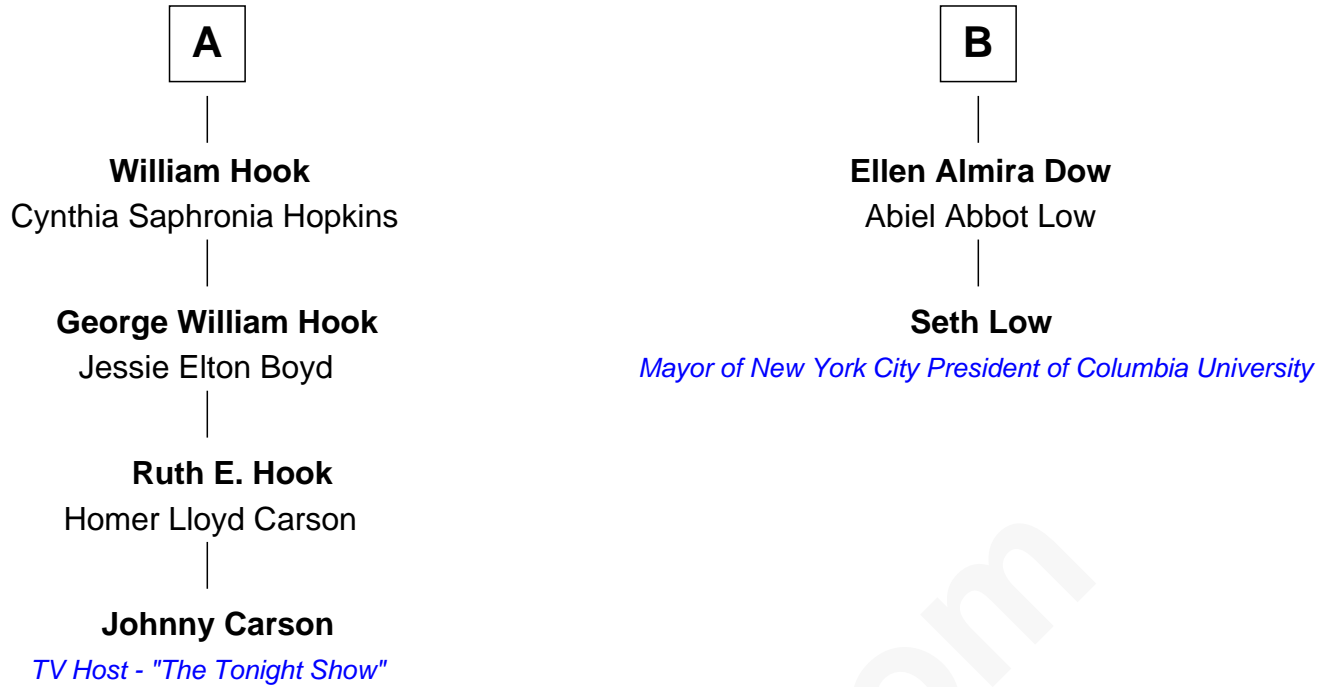 A
William Hook
Cynthia Saphronia Hopkins
George William Hook
Jessie Elton Boyd
Ruth E. Hook
Homer Lloyd Carson
Johnny Carson
TV Host - "The Tonight Show"
B
Ellen Almira Dow
Abiel Abbot Low
Seth Low
Mayor of New York City President of Columbia University
om